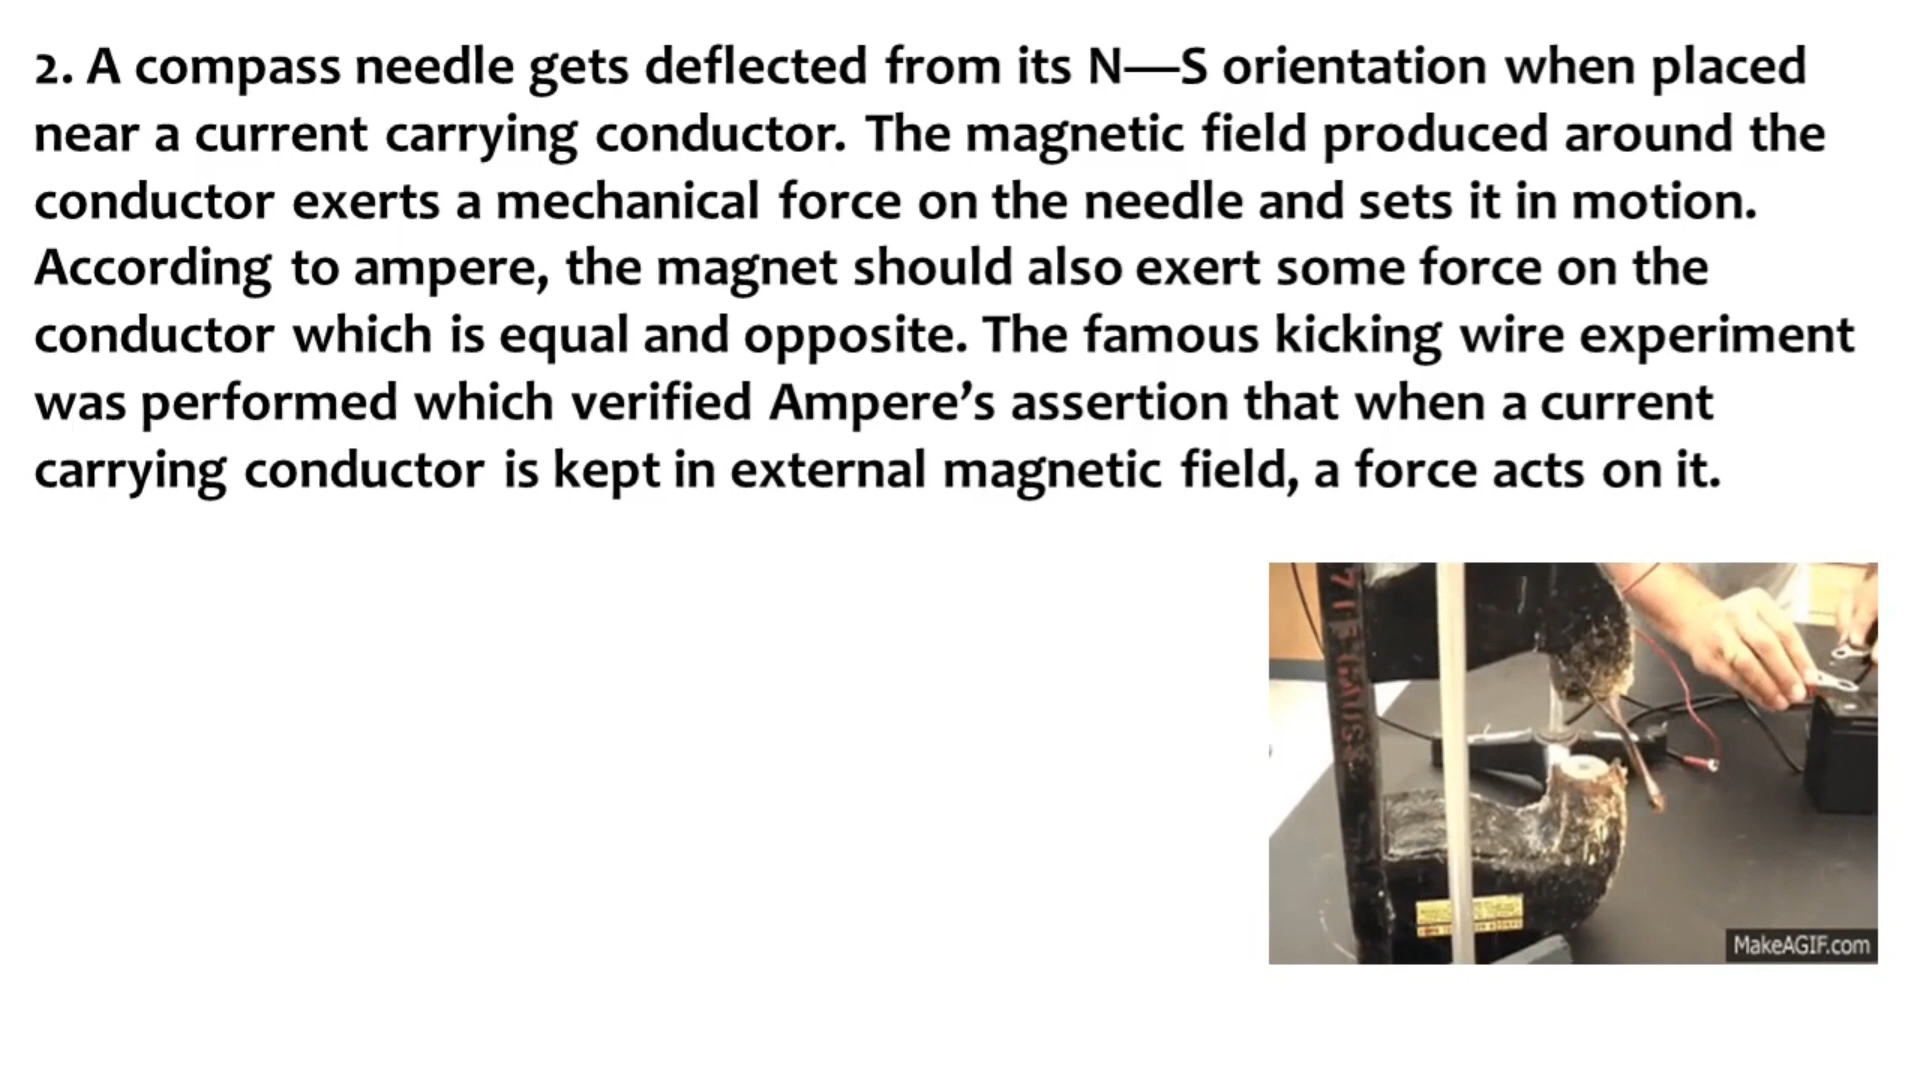 2. A compass needle gets deflected from its N—S orientation when placed
near a current carrying conductor. The magnetic field produced around the
conductor exerts a mechanical force on the needle and sets it in motion.
According to ampere, the magnet should also exert some force on the
conductor which is equal and opposite. The famous kicking wire experiment
was performed which verified Ampere’s assertion that when a current
carrying conductor is kept in external magnetic field, a force acts on it.
MakeAGIF.com